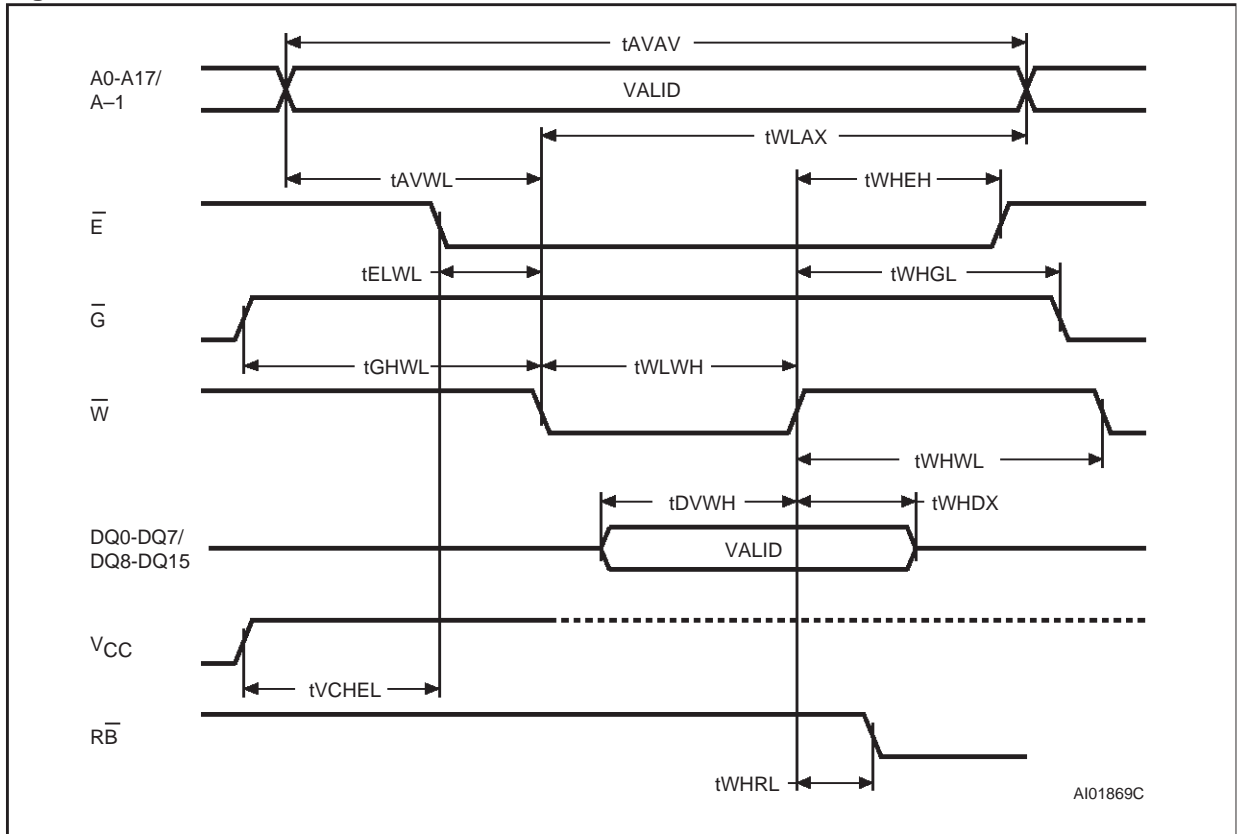 tAVAV
A0-A17/
A–1
VALID
tWLAX
tAVWL
tWHEH
E̅
tELWL
tWHGL
G̅
tGHWL
tWLWH
W̅
tWHWL
tDVWH
tWHDX
DQ0-DQ7/
DQ8-DQ15
VALID
VCC
tVCHEL
RB̅
tWHRL
AI01869C